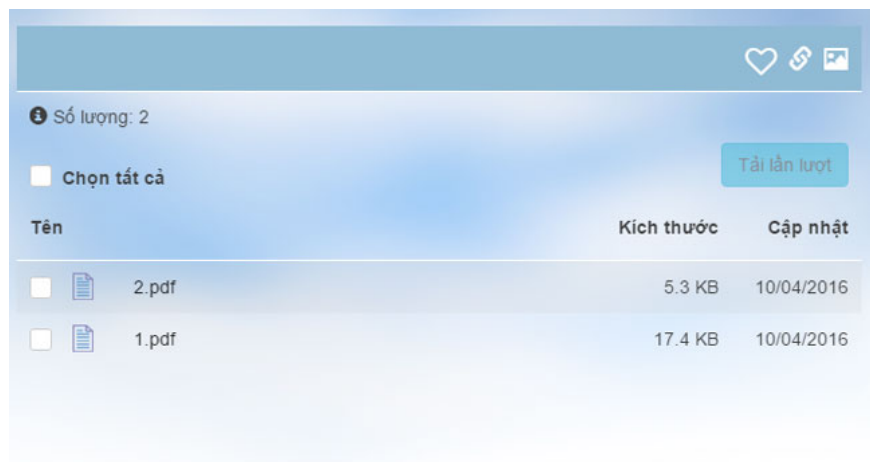 Số lượng: 2
Chọn tất cả
Tải lần lượt
Tên Kích thước Cập nhật
2.pdf 5.3 KB 10/04/2016
1.pdf 17.4 KB 10/04/2016